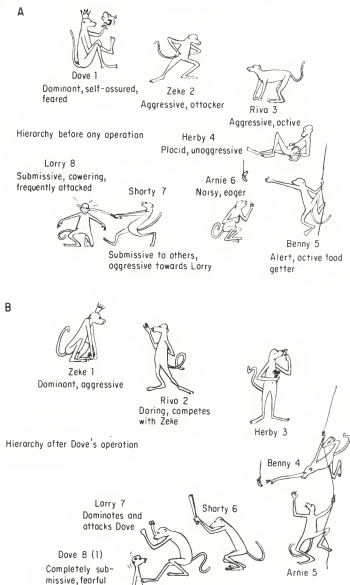 A
Dove 1
Dominant, self-assured,
feared
Zeke 2
Aggressive, attacker
Riva 3
Aggressive, active
Hierarchy before any operation
Herby 4
Placid, unaggressive
Lorry 8
Submissive, cowering,
frequently attacked
Shorty 7
Submissive to others,
aggressive towards Lorry
Arnie 6
Noisy, eager
Benny 5
Alert, active food
getter
B
Zeke 1
Dominant, aggressive
Riva 2
Daring, competes
with Zeke
Herby 3
Hierarchy after Dove's operation
Benny 4
Lorry 7
Dominates and
attacks Dove
Shorty 6
Arnie 5
Dove 8 (1)
Completely sub-
missive, fearful